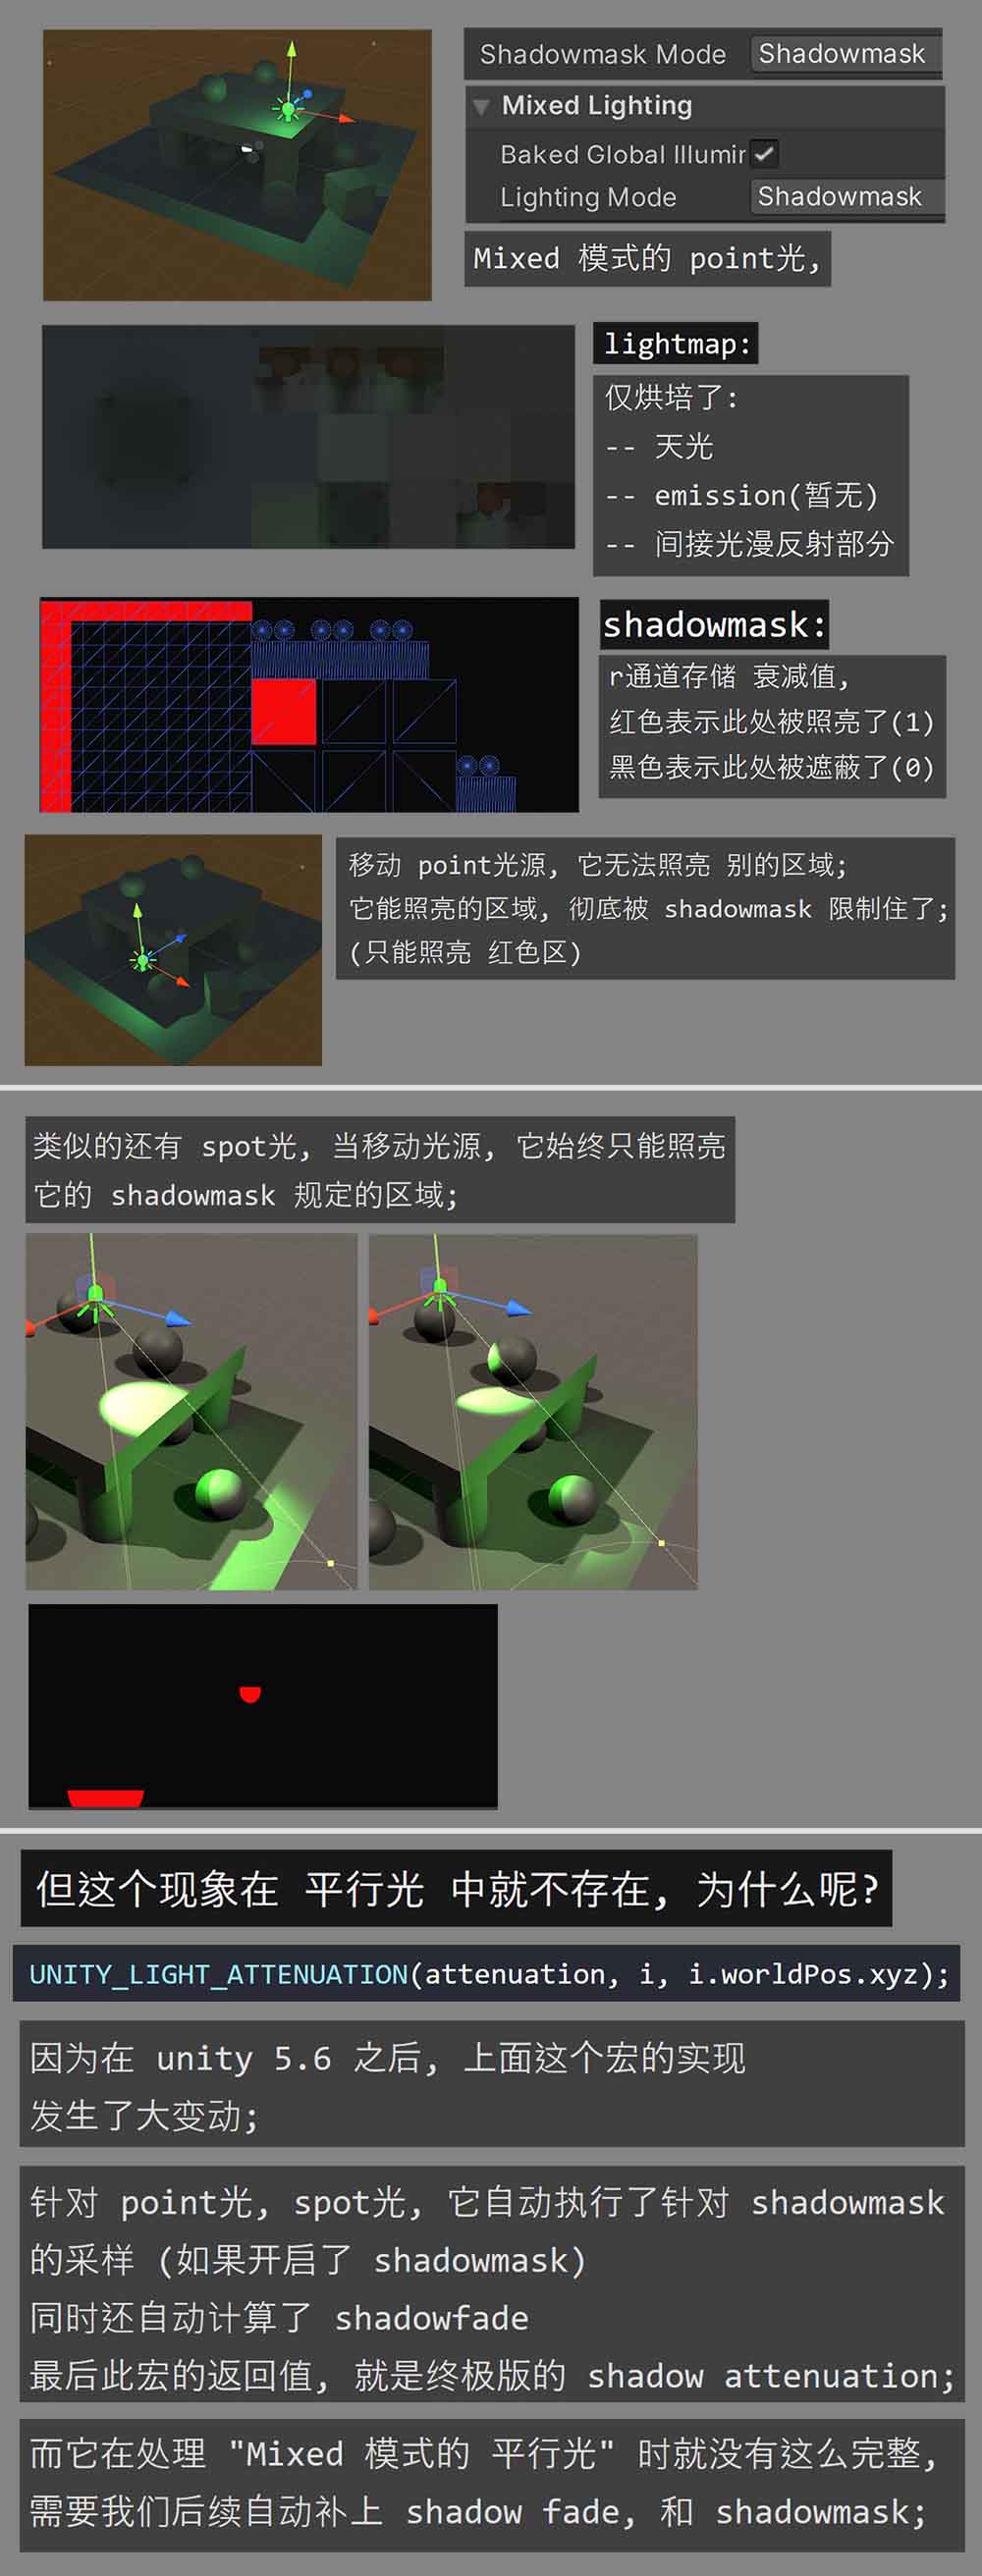 Shadowmask Mode Shadowmask
Mixed Lighting
Baked Global Illumir
Lighting Mode Shadowmask
Mixed 模式的 point光,
lightmap:
仅烘培了:
-- 天光
-- emission(暂无)
-- 间接光漫反射部分
shadowmask:
r通道存储 衰减值,
红色表示此处被照亮了(1)
黑色表示此处被遮蔽了(0)
移动 point光源, 它无法照亮 别的区域;
它能照亮的区域, 彻底被 shadowmask 限制住了;
(只能照亮 红色区)
类似的还有 spot光, 当移动光源, 它始终只能照亮
它的 shadowmask 规定的区域;
但这个现象在 平行光 中就不存在, 为什么呢?
UNITY_LIGHT_ATTENUATION(attenuation, i, i.worldPos.xyz);
因为在 unity 5.6 之后, 上面这个宏的实现
发生了大变动;
针对 point光, spot光, 它自动执行了针对 shadowmask
的采样 (如果开启了 shadowmask)
同时还自动计算了 shadowfade
最后此宏的返回值, 就是终极版的 shadow attenuation;
而它在处理 "Mixed 模式的 平行光" 时就没有这么完整,
需要我们后续自动补上 shadow fade, 和 shadowmask;